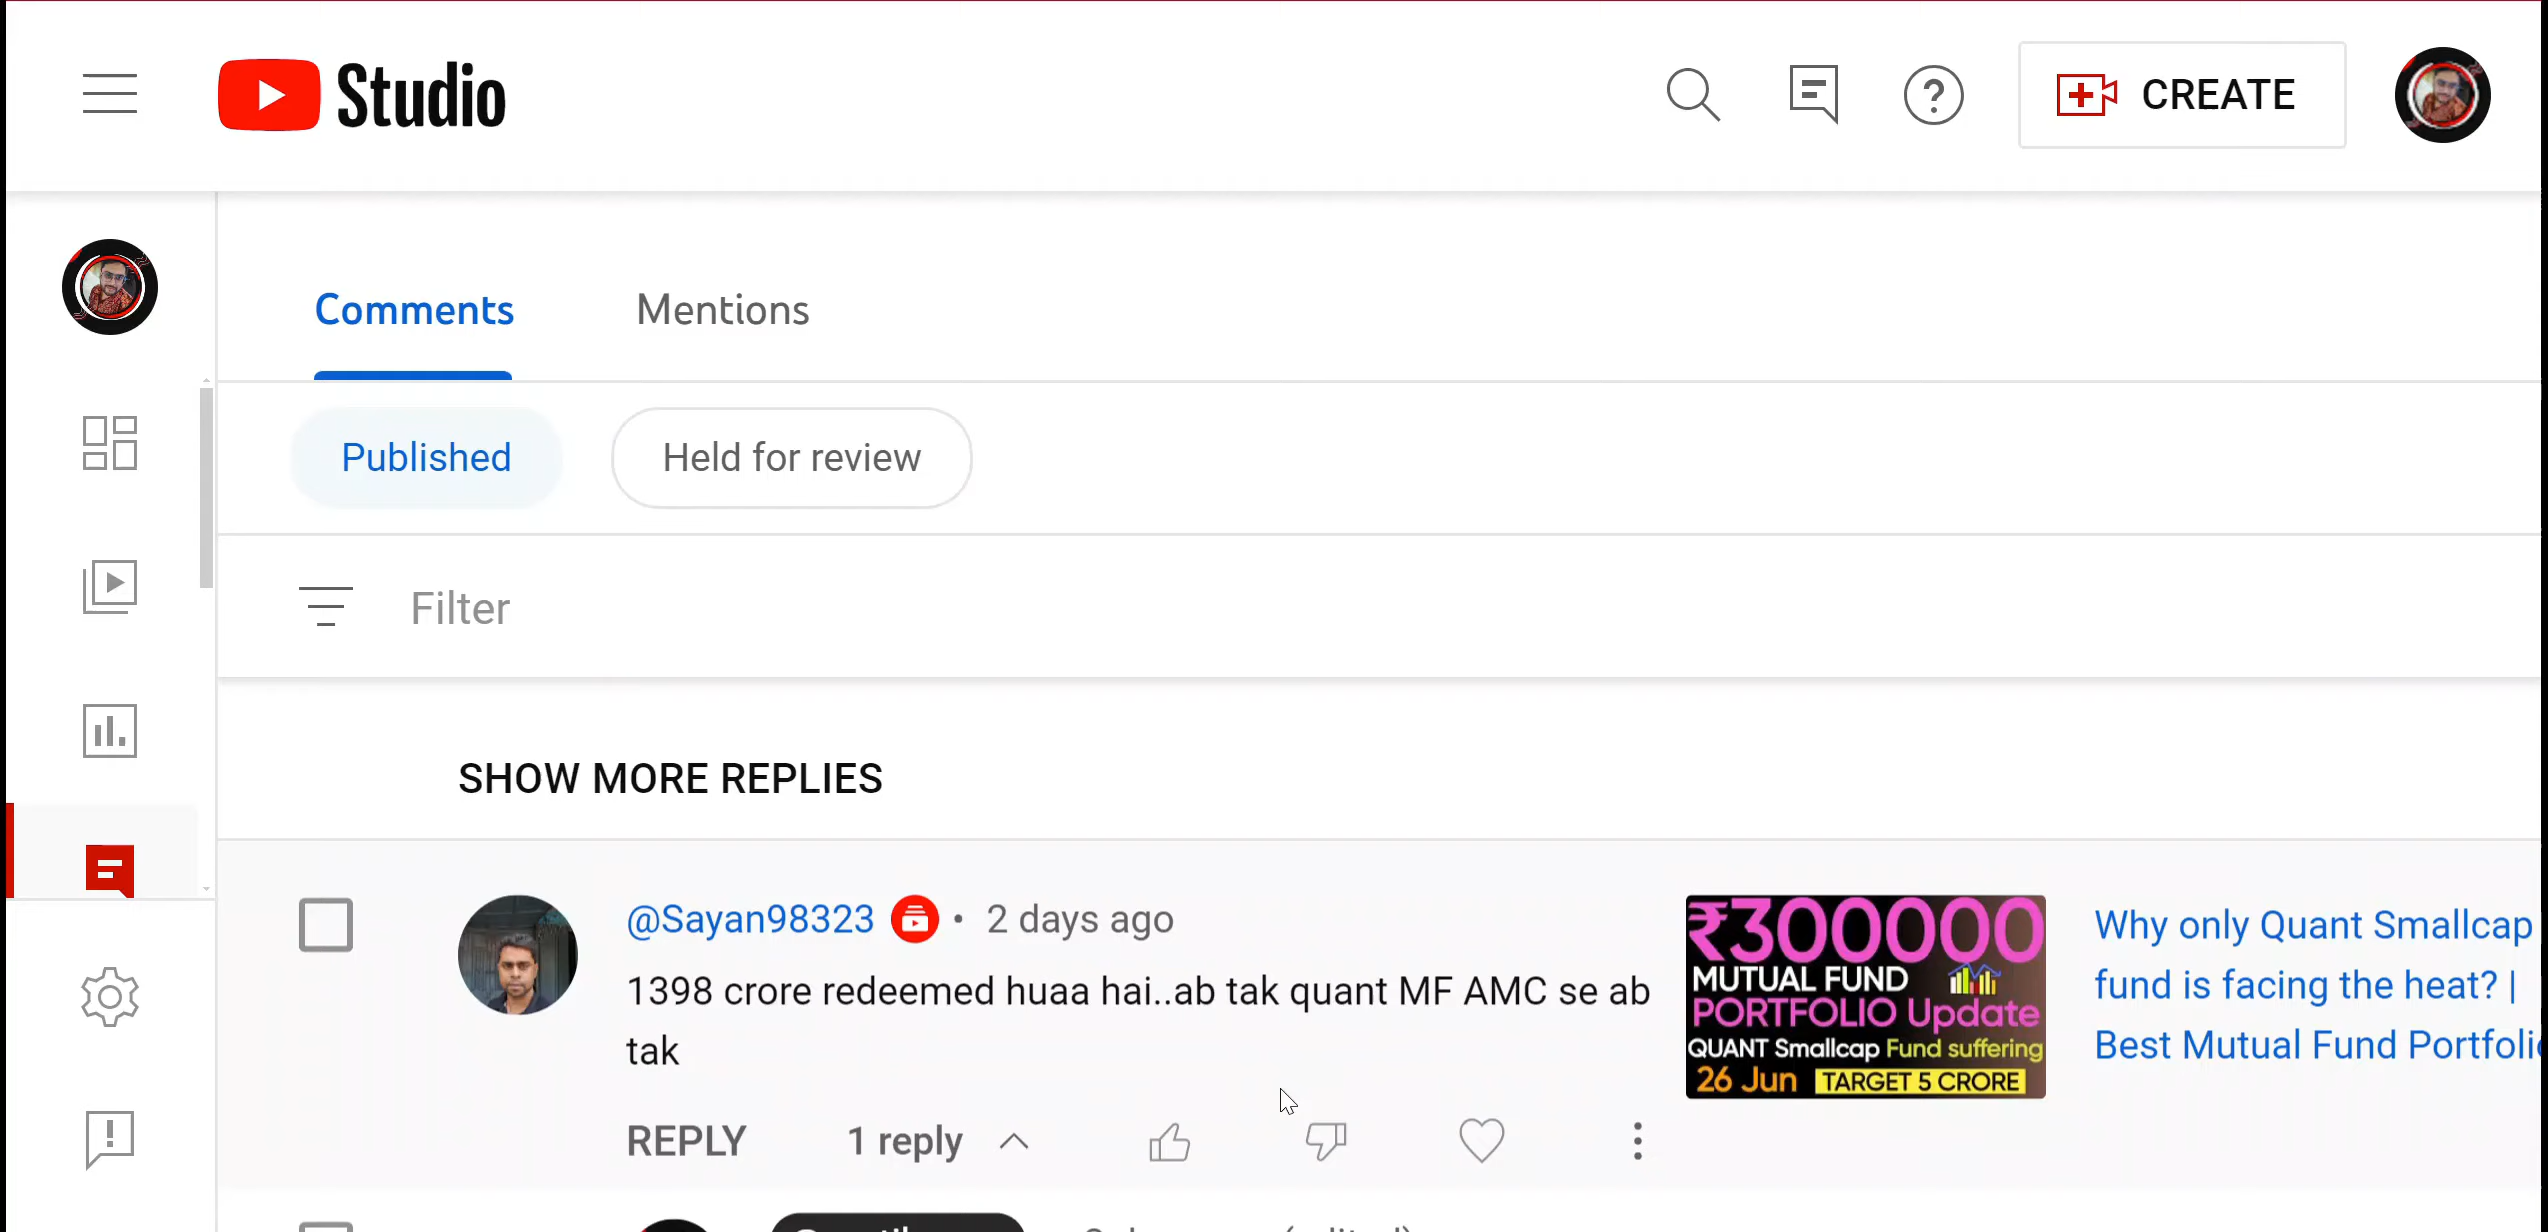 Studio
CREATE
Comments Mentions
Published Held for review
Filter
SHOW MORE REPLIES
@Sayan98323 • 2 days ago
1398 crore redeemed huaa hai..ab tak quant MF AMC se ab
tak
REPLY 1 reply
₹300000
MUTUAL FUND
PORTFOLIO Update
QUANT Smallcap Fund suffering
26 Jun TARGET 5 CRORE
Why only Quant Smallcap
fund is facing the heat? |
Best Mutual Fund Portfolio